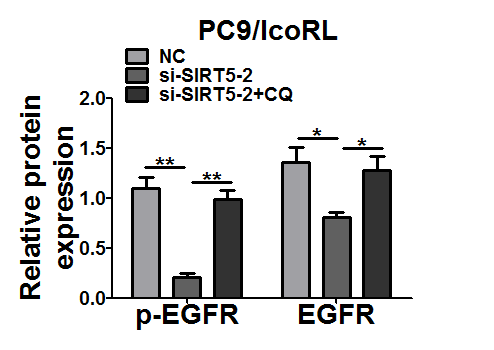 PC9/IcoRL
NC
si-SIRT5-2
si-SIRT5-2+CQ
Relative protein
expression
2.0
1.5
1.0
0.5
0.0
**
**
*
*
p-EGFR
EGFR